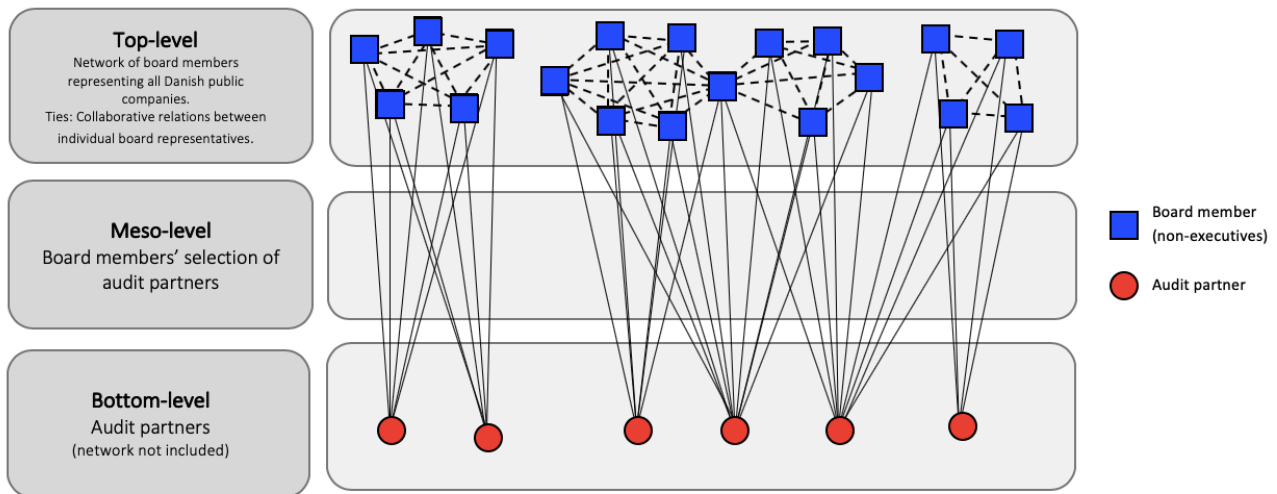 Top-level
Network of board members
representing all Danish public
companies.
Ties: Collaborative relations between
individual board representatives.
Meso-level
Board members’ selection of
audit partners
Bottom-level
Audit partners
(network not included)
Board member
(non-executives)
Audit partner